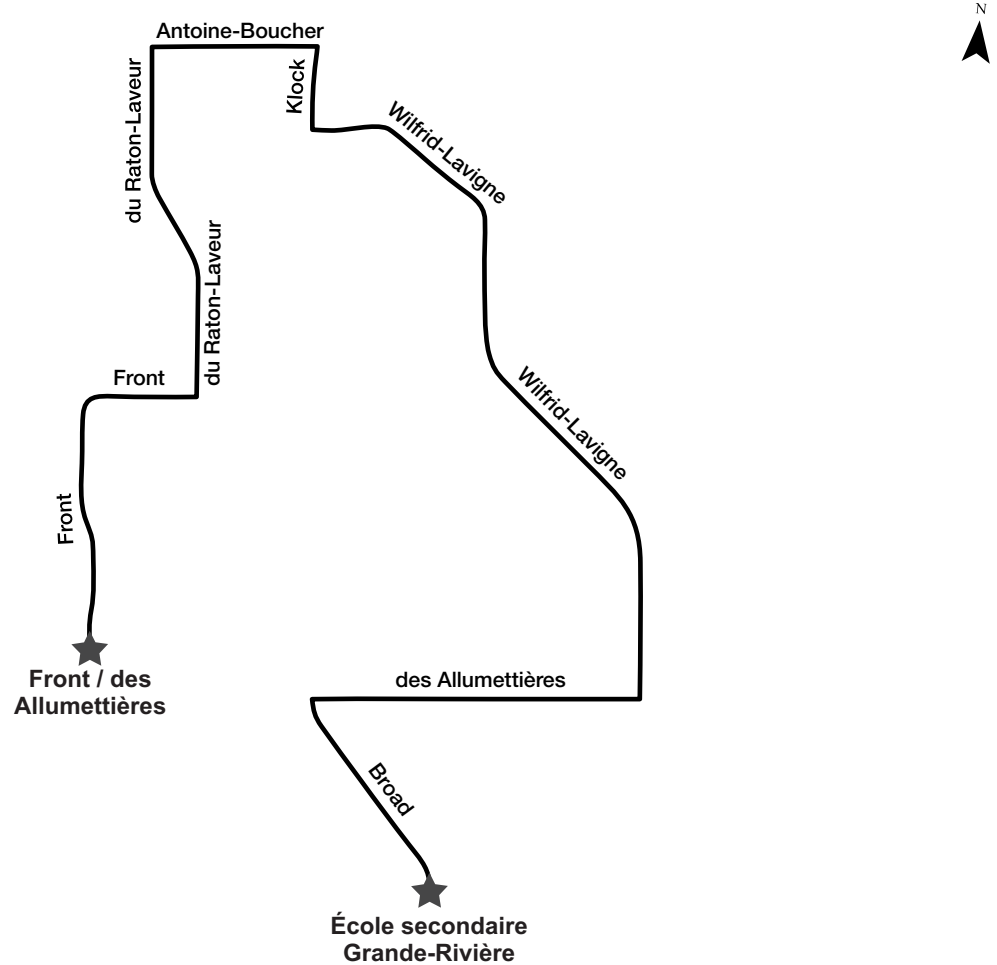 N
Antoine-Boucher
Klock
du Raton-Laveur
Wilfrid-Lavigne
du Raton-Laveur
Front
Wilfrid-Lavigne
Front
Front / des
Allumettières
des Allumettières
Broad
École secondaire
Grande-Rivière